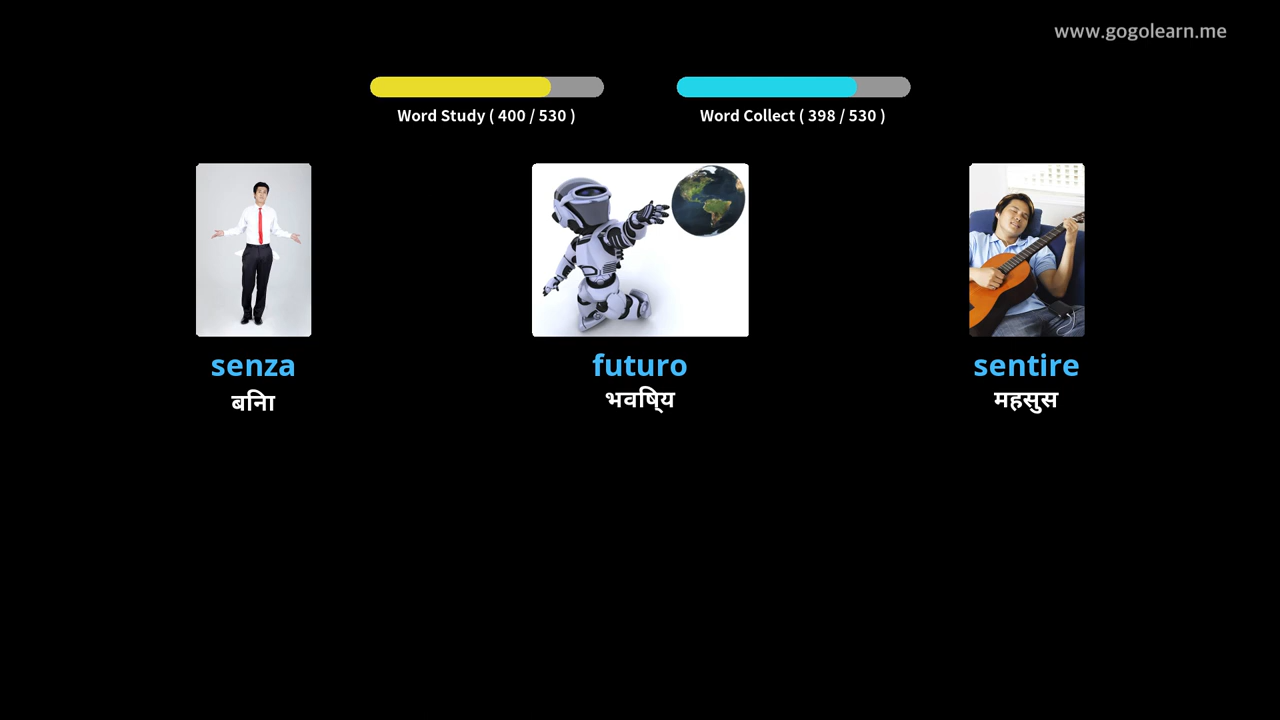 www.gogolearn.me
Word Study ( 400 / 530 )
Word Collect ( 398 / 530 )
senza
futuro
sentire
बिना
भविष्य
महसुस